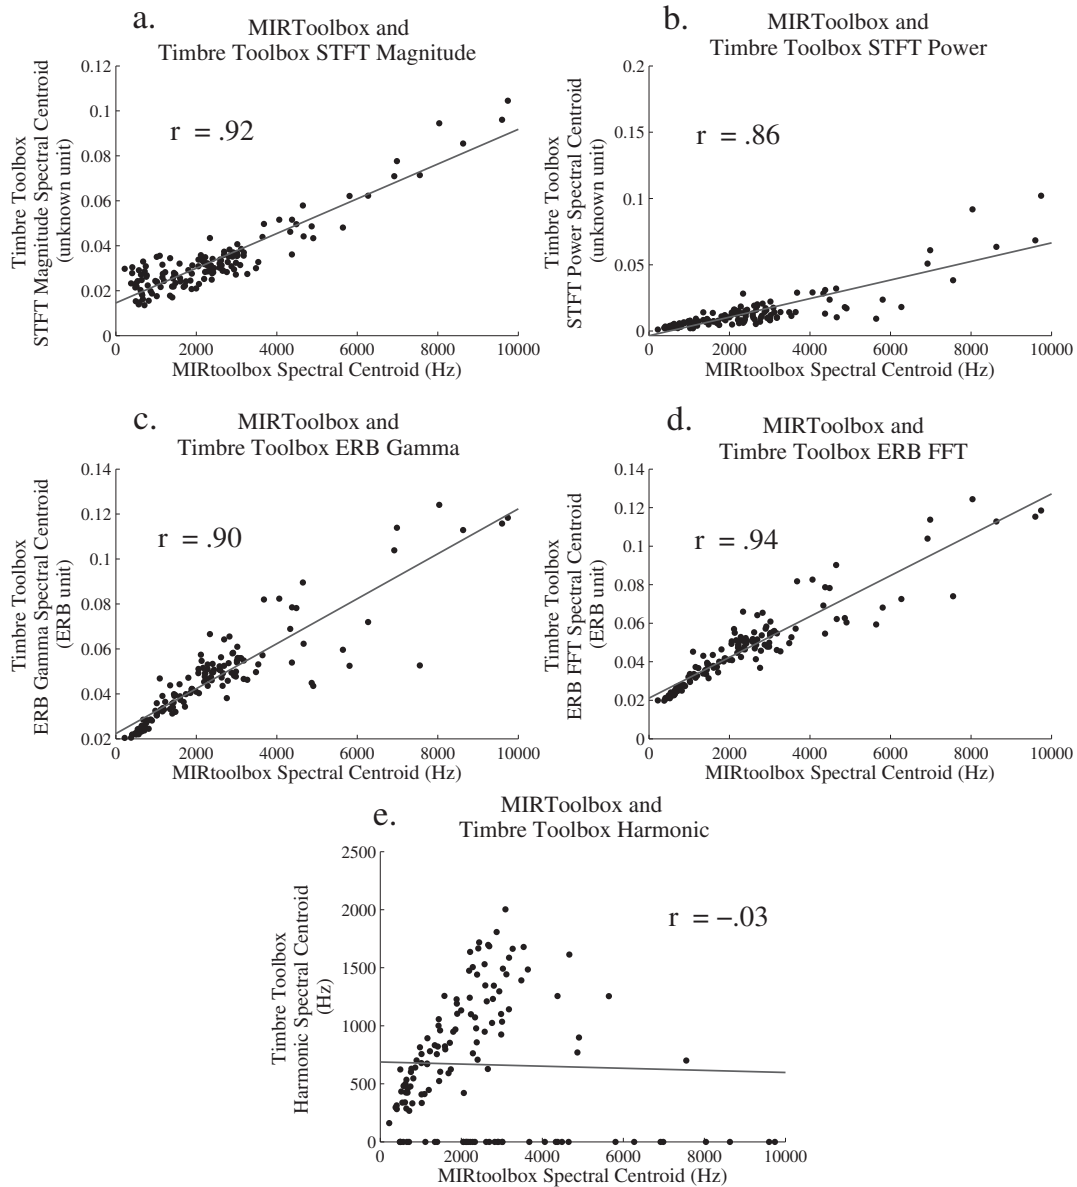 a.
MIRToolbox and
Timbre Toolbox STFT Magnitude
Timbre Toolbox
STFT Magnitude Spectral Centroid
(unknown unit)
0.12
0.1
0.08
0.06
0.04
0.02
0
r = .92
0 2000 4000 6000 8000 10000
MIRtoolbox Spectral Centroid (Hz)
b.
MIRToolbox and
Timbre Toolbox STFT Power
Timbre Toolbox
STFT Power Spectral Centroid
(unknown unit)
0.2
0.15
0.1
0.05
0
r = .86
0 2000 4000 6000 8000 10000
MIRtoolbox Spectral Centroid (Hz)
c.
MIRToolbox and
Timbre Toolbox ERB Gamma
Timbre Toolbox
ERB Gamma Spectral Centroid
(ERB unit)
0.14
0.12
0.1
0.08
0.06
0.04
0.02
r = .90
0 2000 4000 6000 8000 10000
MIRtoolbox Spectral Centroid (Hz)
d.
MIRToolbox and
Timbre Toolbox ERB FFT
Timbre Toolbox
ERB FFT Spectral Centroid
(ERB unit)
0.14
0.12
0.1
0.08
0.06
0.04
0.02
0
r = .94
0 2000 4000 6000 8000 10000
MIRtoolbox Spectral Centroid (Hz)
e.
MIRToolbox and
Timbre Toolbox Harmonic
Timbre Toolbox
Harmonic Spectral Centroid
(Hz)
2500
2000
1500
1000
500
0
r = −.03
0 2000 4000 6000 8000 10000
MIRtoolbox Spectral Centroid (Hz)